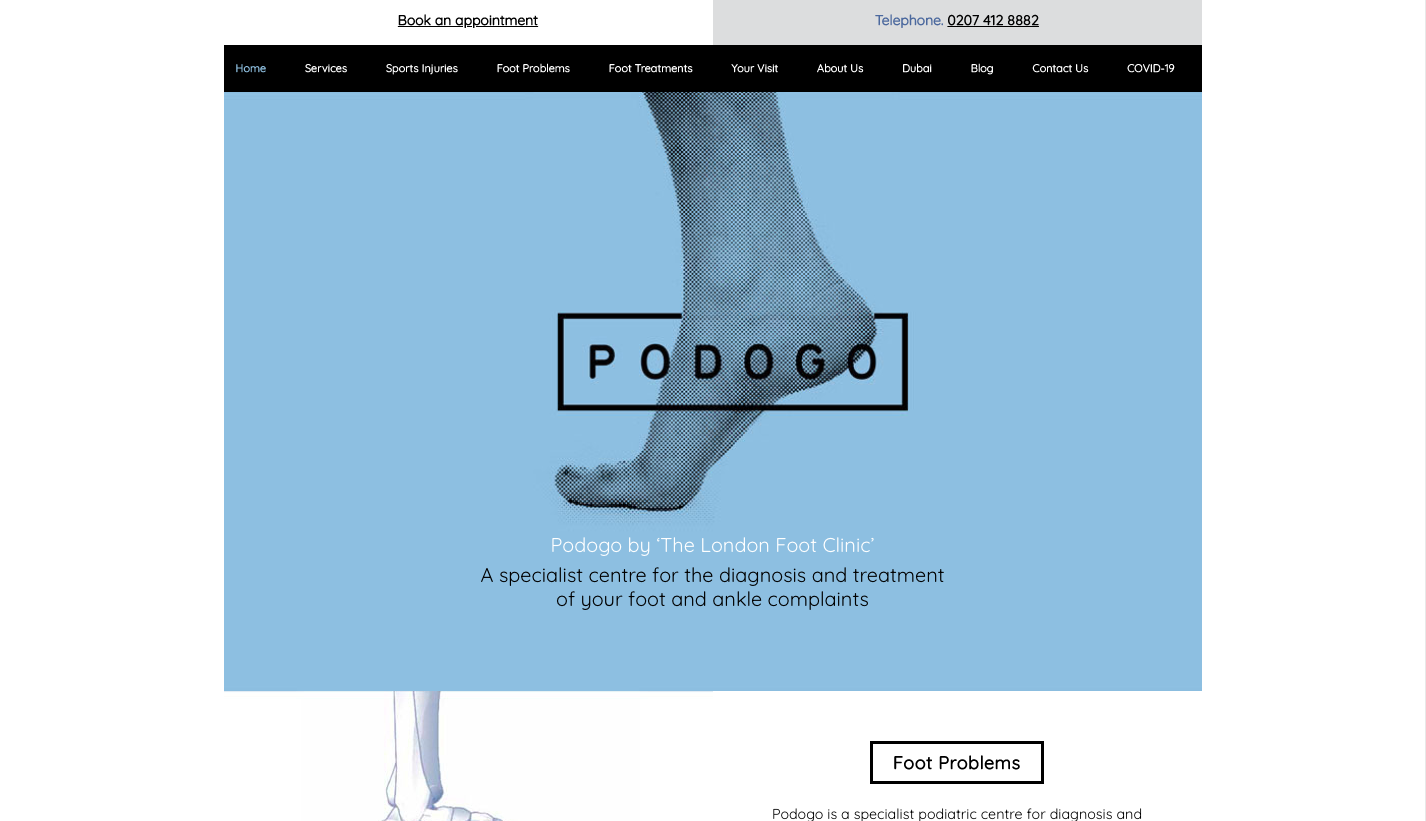 Book an appointment
Telephone. 0207 412 8882
Home Services Sports Injuries Foot Problems Foot Treatments Your Visit About Us Dubai Blog Contact Us COVID-19
PODOGO
Podogo by ‘The London Foot Clinic’
A specialist centre for the diagnosis and treatment
of your foot and ankle complaints
Foot Problems
Podogo is a specialist podiatric centre for diagnosis and